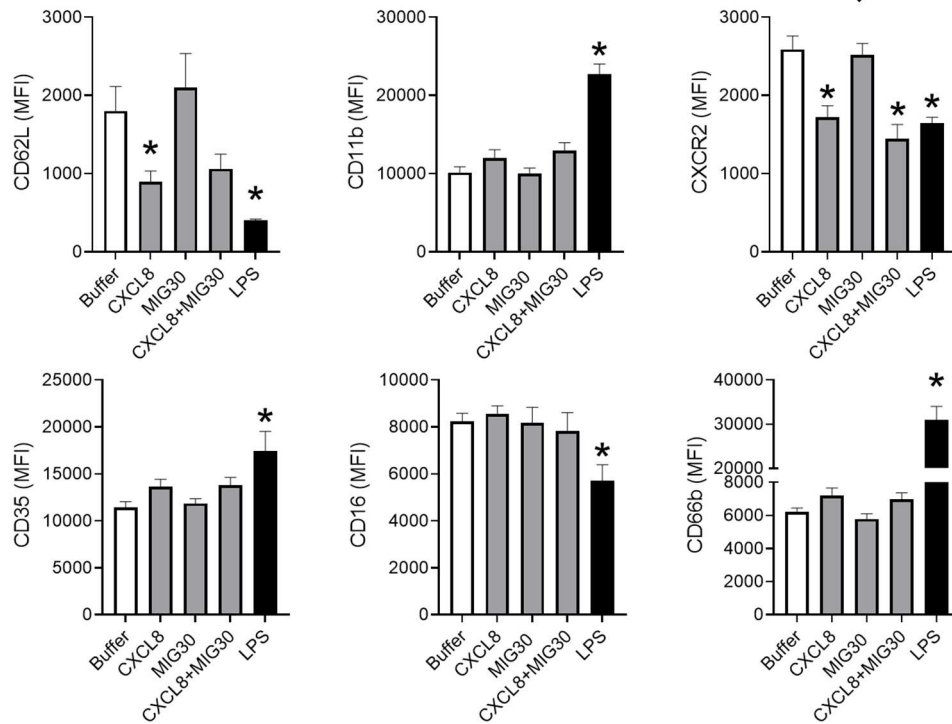 CD62L (MFI)
3000
2000
1000
0
*
*
Buffer
CXCL8
MIG30
CXCL8+MIG30
LPS
CD11b (MFI)
30000
20000
10000
0
*
Buffer
CXCL8
MIG30
CXCL8+MIG30
LPS
CXCR2 (MFI)
3000
2000
1000
0
*
*
*
Buffer
CXCL8
MIG30
CXCL8+MIG30
LPS
CD35 (MFI)
25000
20000
15000
10000
5000
0
*
Buffer
CXCL8
MIG30
CXCL8+MIG30
LPS
CD16 (MFI)
10000
8000
6000
4000
2000
0
*
Buffer
CXCL8
MIG30
CXCL8+MIG30
LPS
CD66b (MFI)
40000
30000
20000
8000
6000
4000
2000
0
*
Buffer
CXCL8
MIG30
CXCL8+MIG30
LPS